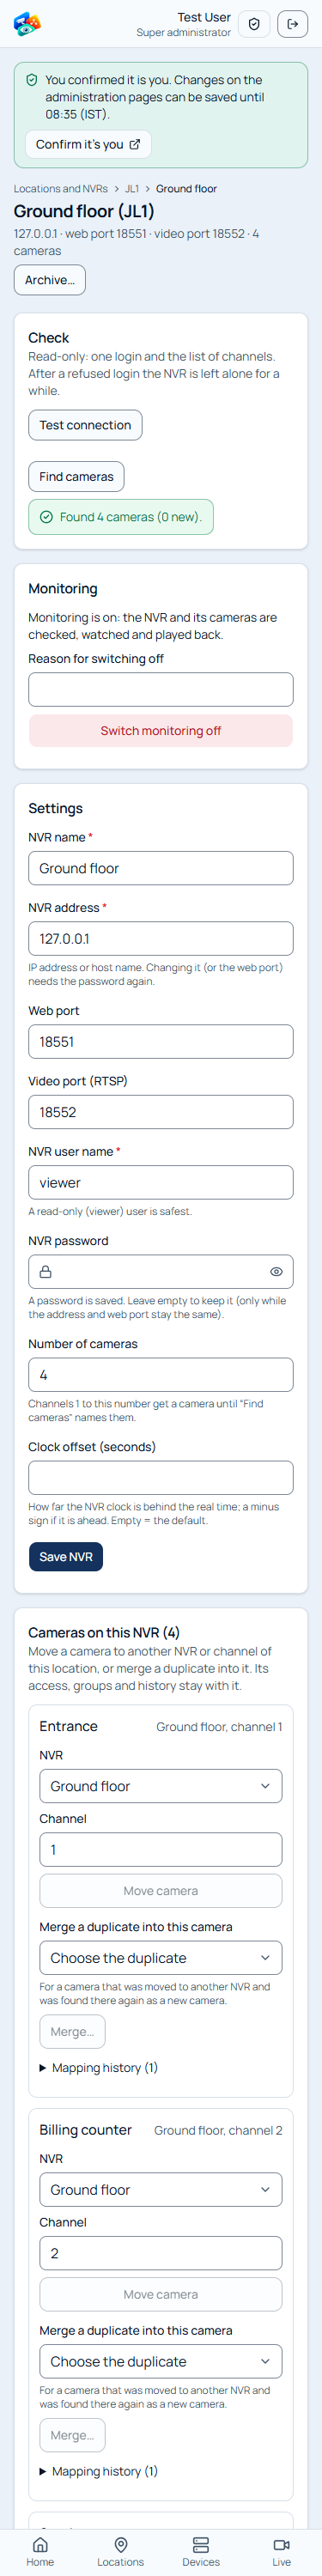 Test User
Super administrator
You confirmed it is you. Changes on the
administration pages can be saved until
08:35 (IST).
Confirm it's you
Locations and NVRs > JL1 > Ground floor
Ground floor (JL1)
127.0.0.1 · web port 18551 · video port 18552 · 4
cameras
Archive...
Check
Read-only: one login and the list of channels.
After a refused login the NVR is left alone for a
while.
Test connection
Find cameras
Found 4 cameras (0 new).
Monitoring
Monitoring is on: the NVR and its cameras are
checked, watched and played back.
Reason for switching off
Switch monitoring off
Settings
NVR name *
Ground floor
NVR address *
127.0.0.1
IP address or host name. Changing it (or the web port)
needs the password again.
Web port
18551
Video port (RTSP)
18552
NVR user name *
viewer
A read-only (viewer) user is safest.
NVR password
A password is saved. Leave empty to keep it (only while
the address and web port stay the same).
Number of cameras
4
Channels 1 to this number get a camera until "Find
cameras" names them.
Clock offset (seconds)
How far the NVR clock is behind the real time; a minus
sign if it is ahead. Empty = the default.
Save NVR
Cameras on this NVR (4)
Move a camera to another NVR or channel of
this location, or merge a duplicate into it. Its
access, groups and history stay with it.
Entrance
Ground floor, channel 1
NVR
Ground floor
Channel
1
Move camera
Merge a duplicate into this camera
Choose the duplicate
For a camera that was moved to another NVR and
was found there again as a new camera.
Merge...
Mapping history (1)
Billing counter
Ground floor, channel 2
NVR
Ground floor
Channel
2
Move camera
Merge a duplicate into this camera
Choose the duplicate
For a camera that was moved to another NVR and
was found there again as a new camera.
Merge...
Mapping history (1)
Home
Locations
Devices
Live